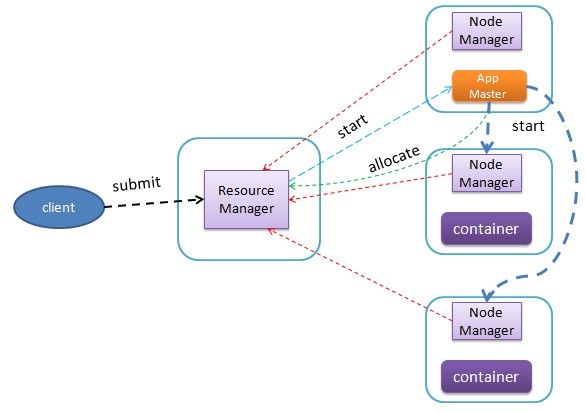 Node
Manager
App
Master
start
start
allocate
Node
Manager
submit
Resource
Manager
client
container
Node
Manager
container